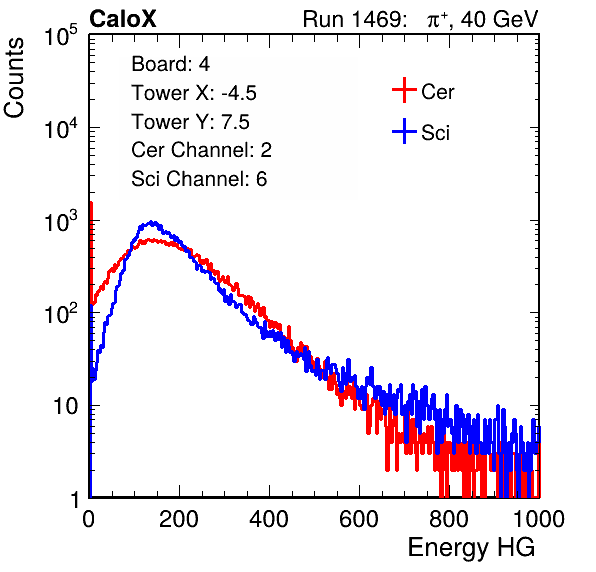 CaloX Run 1469: π⁺, 40 GeV
Counts
10⁵
10⁴
10³
10²
10
1
Board: 4
Tower X: -4.5
Tower Y: 7.5
Cer Channel: 2
Sci Channel: 6
Cer
Sci
0 200 400 600 800 1000
Energy HG